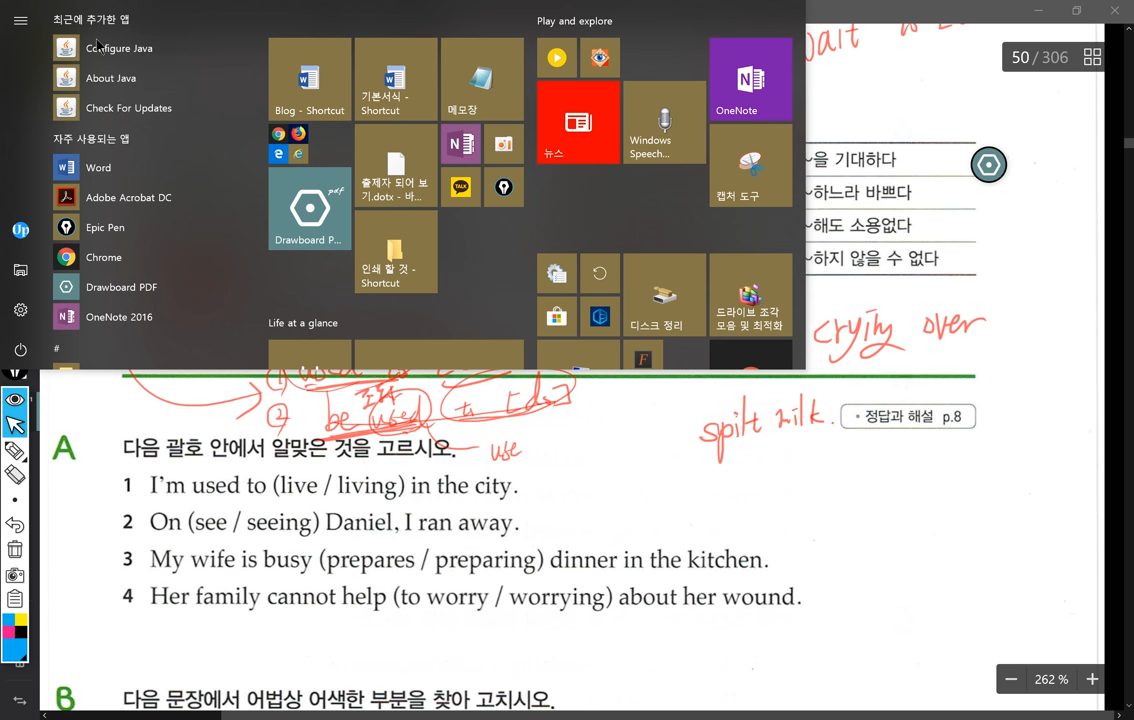 최근에 추가한 앱
Configure Java
About Java
Check For Updates
자주 사용되는 앱
Word
Adobe Acrobat DC
Epic Pen
Chrome
Drawboard PDF
OneNote 2016
#
Blog - Shortcut
기본서식 - Shortcut
메모장
pdf
Drawboard P...
출제자 되어 보
기.dotx - 바...
TALK
인쇄 할 것 -
Shortcut
Life at a glance
Play and explore
뉴스
Windows
Speech...
OneNote
캡처 도구
디스크 정리
드라이브 조각
모음 및 최적화
wait
50 / 306
~을 기대하다
~하느라 바쁘다
~해도 소용없다
~하지 않을 수 없다
crying over
spilt milk.
① used to
② be used to
use
• 정답과 해설 p.8
A 다음 괄호 안에서 알맞은 것을 고르시오.
1 I'm used to (live / living) in the city.
2 On (see / seeing) Daniel, I ran away.
3 My wife is busy (prepares / preparing) dinner in the kitchen.
4 Her family cannot help (to worry / worrying) about her wound.
262 %
B 다음 문장에서 어법상 어색한 부분을 찾아 고치시오.